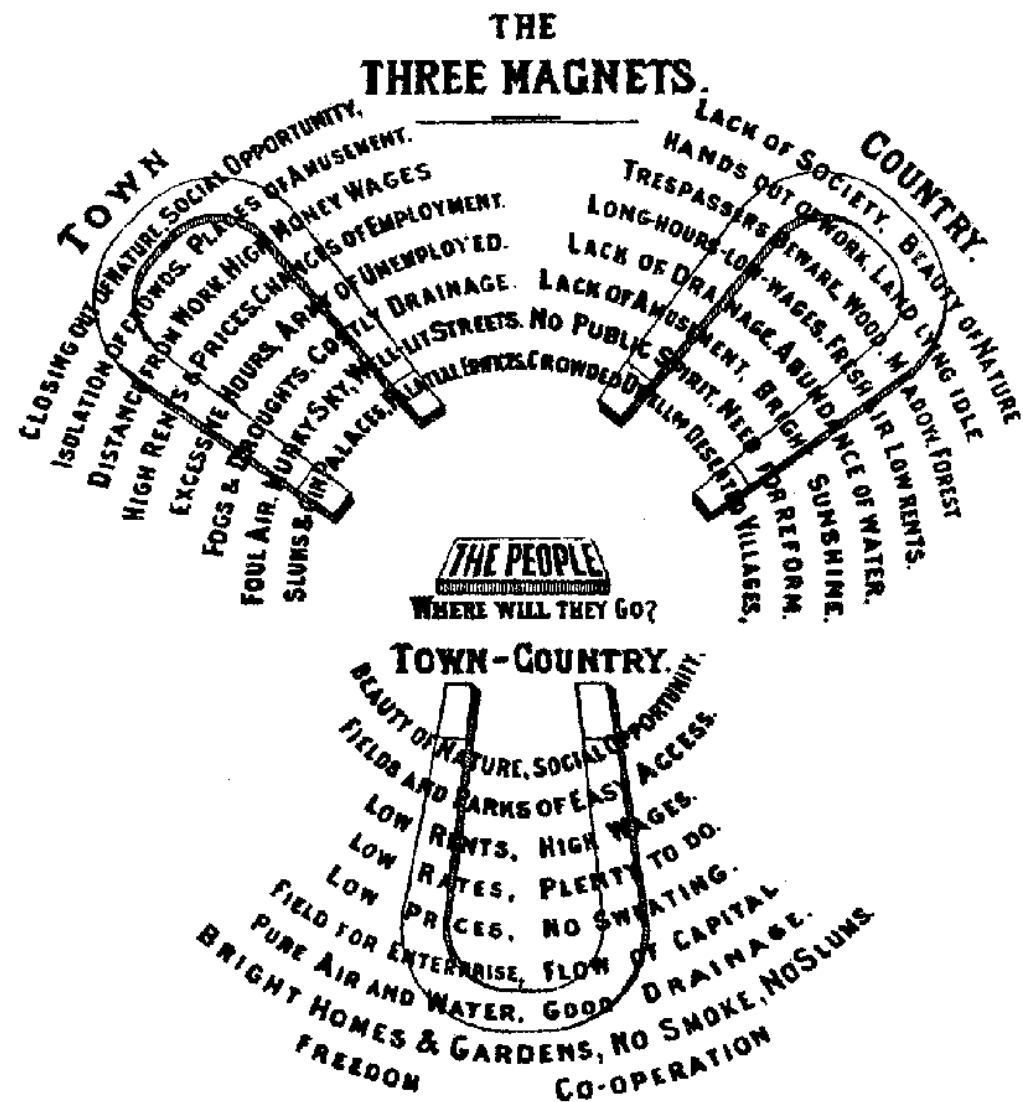 THE
THREE MAGNETS.
TOWN
CLOSING OUT OF NATURE. SOCIAL OPPORTUNITY,
ISOLATION OF CROWDS. PLACES OF AMUSEMENT.
DISTANCE FROM WORK. HIGH MONEY WAGES
HIGH RENTS & PRICES. CHANCES OF EMPLOYMENT.
EXCESSIVE HOURS. ARMY OF UNEMPLOYED.
FOGS & DROUGHTS. COSTLY DRAINAGE.
FOUL AIR. MURKY SKY. WELL-LIT STREETS.
SLUMS & GIN PALACES,
COUNTRY.
LACK OF SOCIETY. BEAUTY OF NATURE
HANDS OUT OF WORK, LAND LYING IDLE
TRESPASSERS BEWARE. WOOD, MEADOW, FOREST
LONG-HOURS-LOW-WAGES. FRESH AIR LOW RENTS.
LACK OF DRAINAGE. ABUNDANCE OF WATER.
LACK OF AMUSEMENT. BRIGHT SUNSHINE.
NO PUBLIC SPIRIT, NEED FOR REFORM.
CROWDED DESERTED VILLAGES,
THE PEOPLE
WHERE WILL THEY GO?
TOWN-COUNTRY.
BEAUTY OF NATURE, SOCIAL OPPORTUNITY.
FIELDS AND PARKS OF EASY ACCESS.
LOW RENTS, HIGH WAGES.
LOW RATES, PLENTY TO DO.
LOW PRICES, NO SWEATING.
FIELD FOR ENTERPRISE, FLOW OF CAPITAL
PURE AIR AND WATER. GOOD DRAINAGE.
BRIGHT HOMES & GARDENS, NO SMOKE, NO SLUMS.
FREEDOM CO-OPERATION